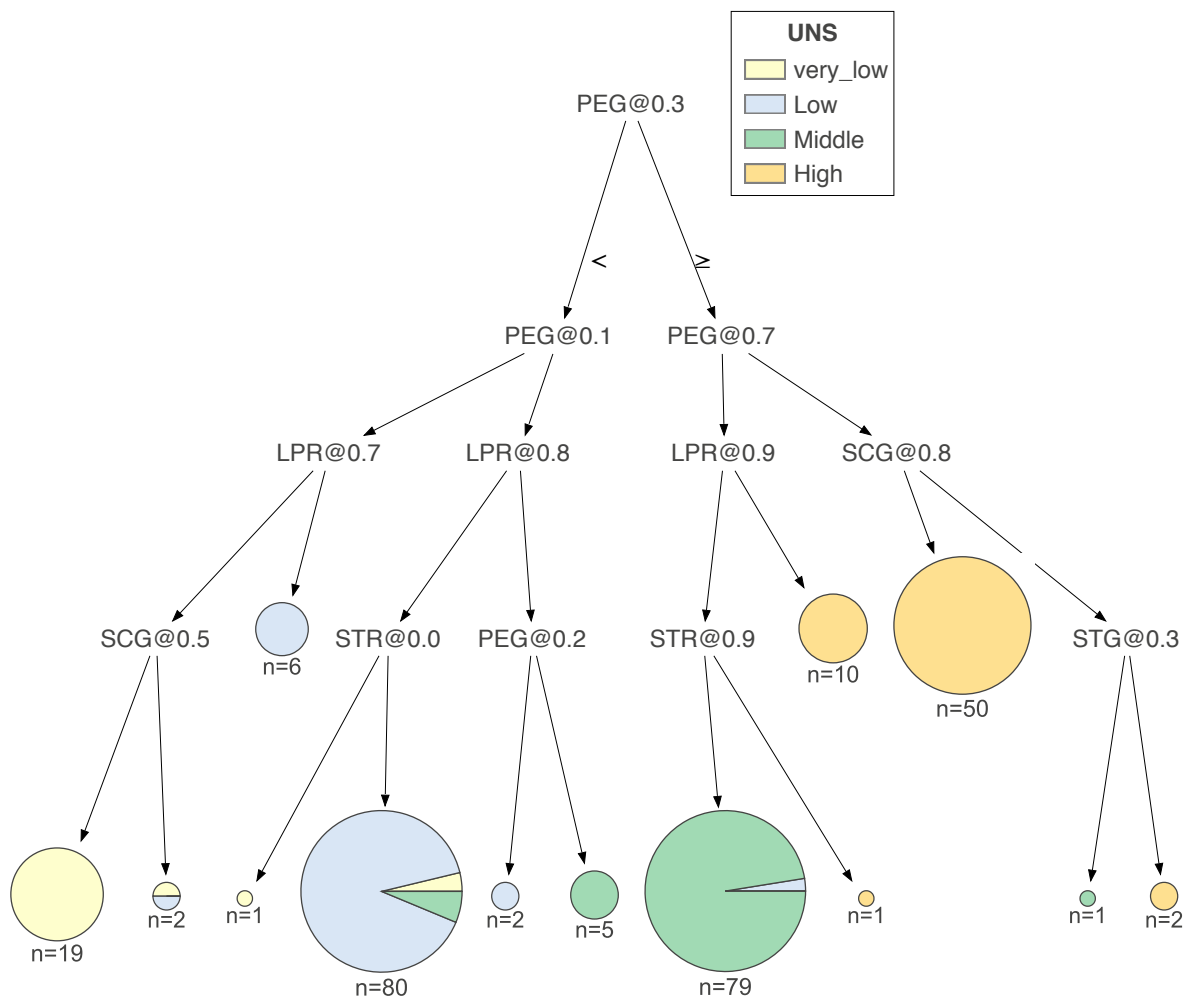 UNS
very_low
Low
Middle
High
PEG@0.3
<
≥
PEG@0.1
PEG@0.7
LPR@0.7
LPR@0.8
LPR@0.9
SCG@0.8
SCG@0.5
n=6
STR@0.0
PEG@0.2
STR@0.9
n=10
n=50
STG@0.3
n=19
n=2
n=1
n=80
n=2
n=5
n=79
n=1
n=1
n=2